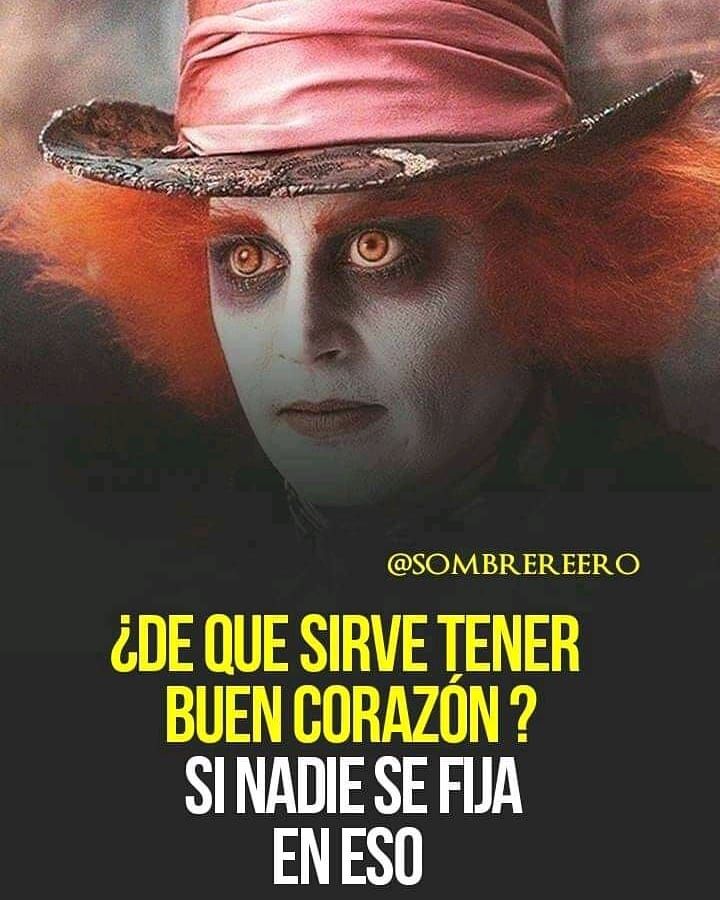 @SOMBREREERO
¿DE QUE SIRVE TENER
BUEN CORAZÓN ?
SI NADIE SE FIJA
EN ESO